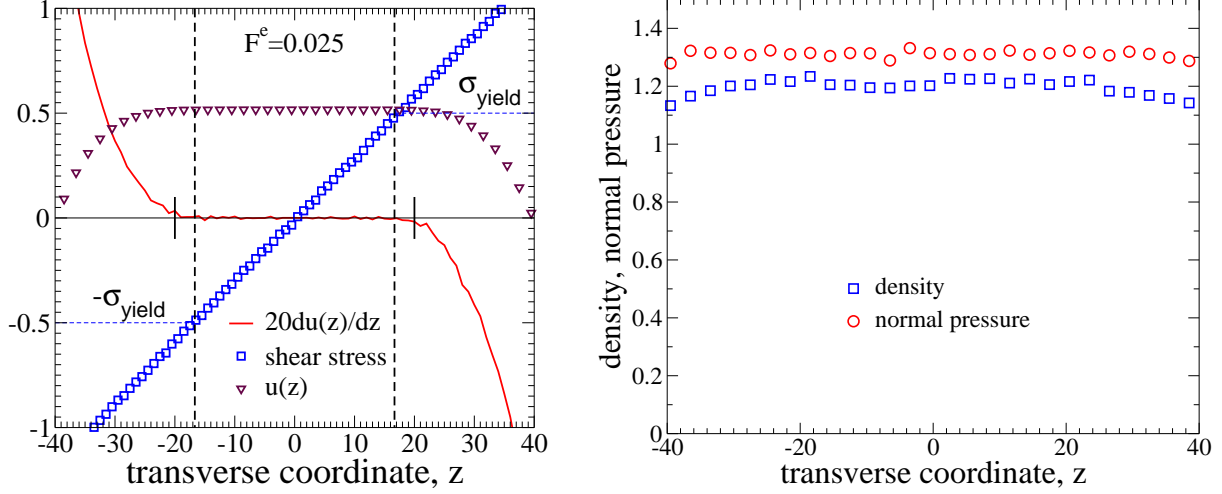 1
0.5
0
-0.5
-1
F^e=0.025
σ_yield
-σ_yield
20du(z)/dz
shear stress
u(z)
-40 -30 -20 -10 0 10 20 30 40
transverse coordinate, z
density, normal pressure
1.4
1.2
1
0.8
0.6
0.4
0.2
0
density
normal pressure
-40 -20 0 20 40
transverse coordinate, z